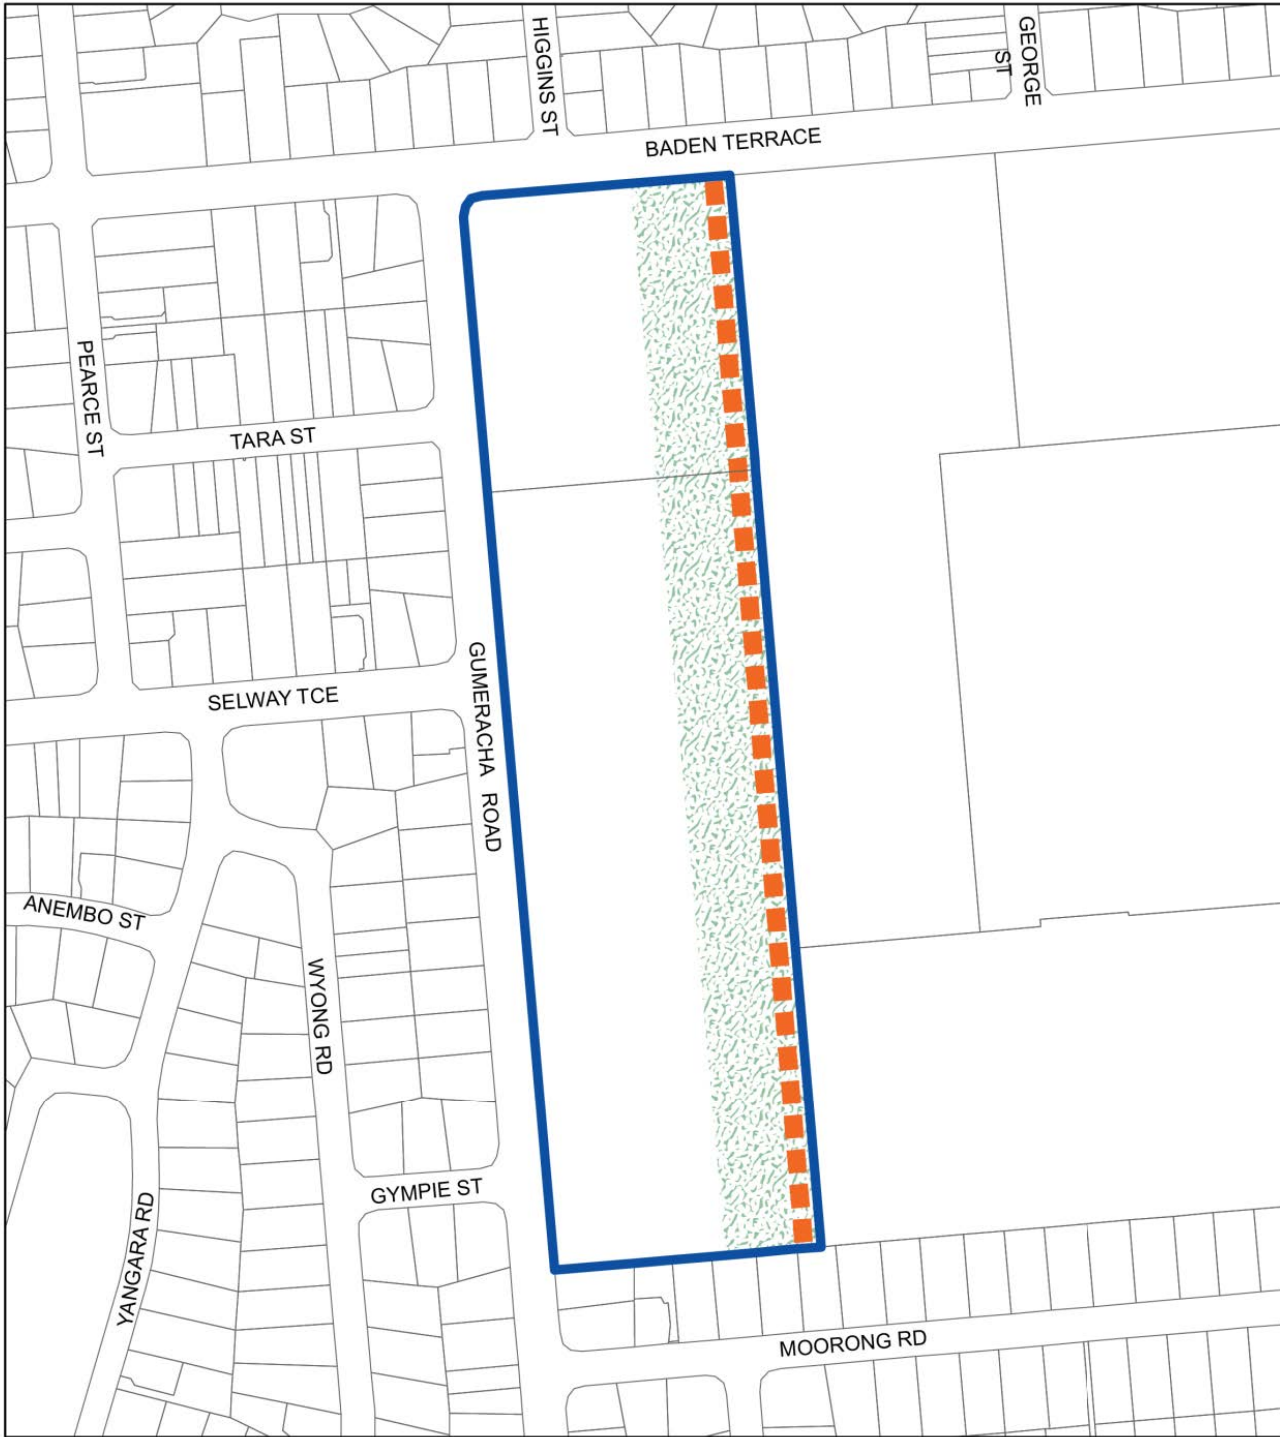 HIGGINS ST
GEORGE
ST
BADEN TERRACE
PEARCE ST
TARA ST
GUMERACHA ROAD
SELWAY TCE
ANEMBO ST
WYONG RD
GYMPIE ST
YANGARA RD
MOORONG RD